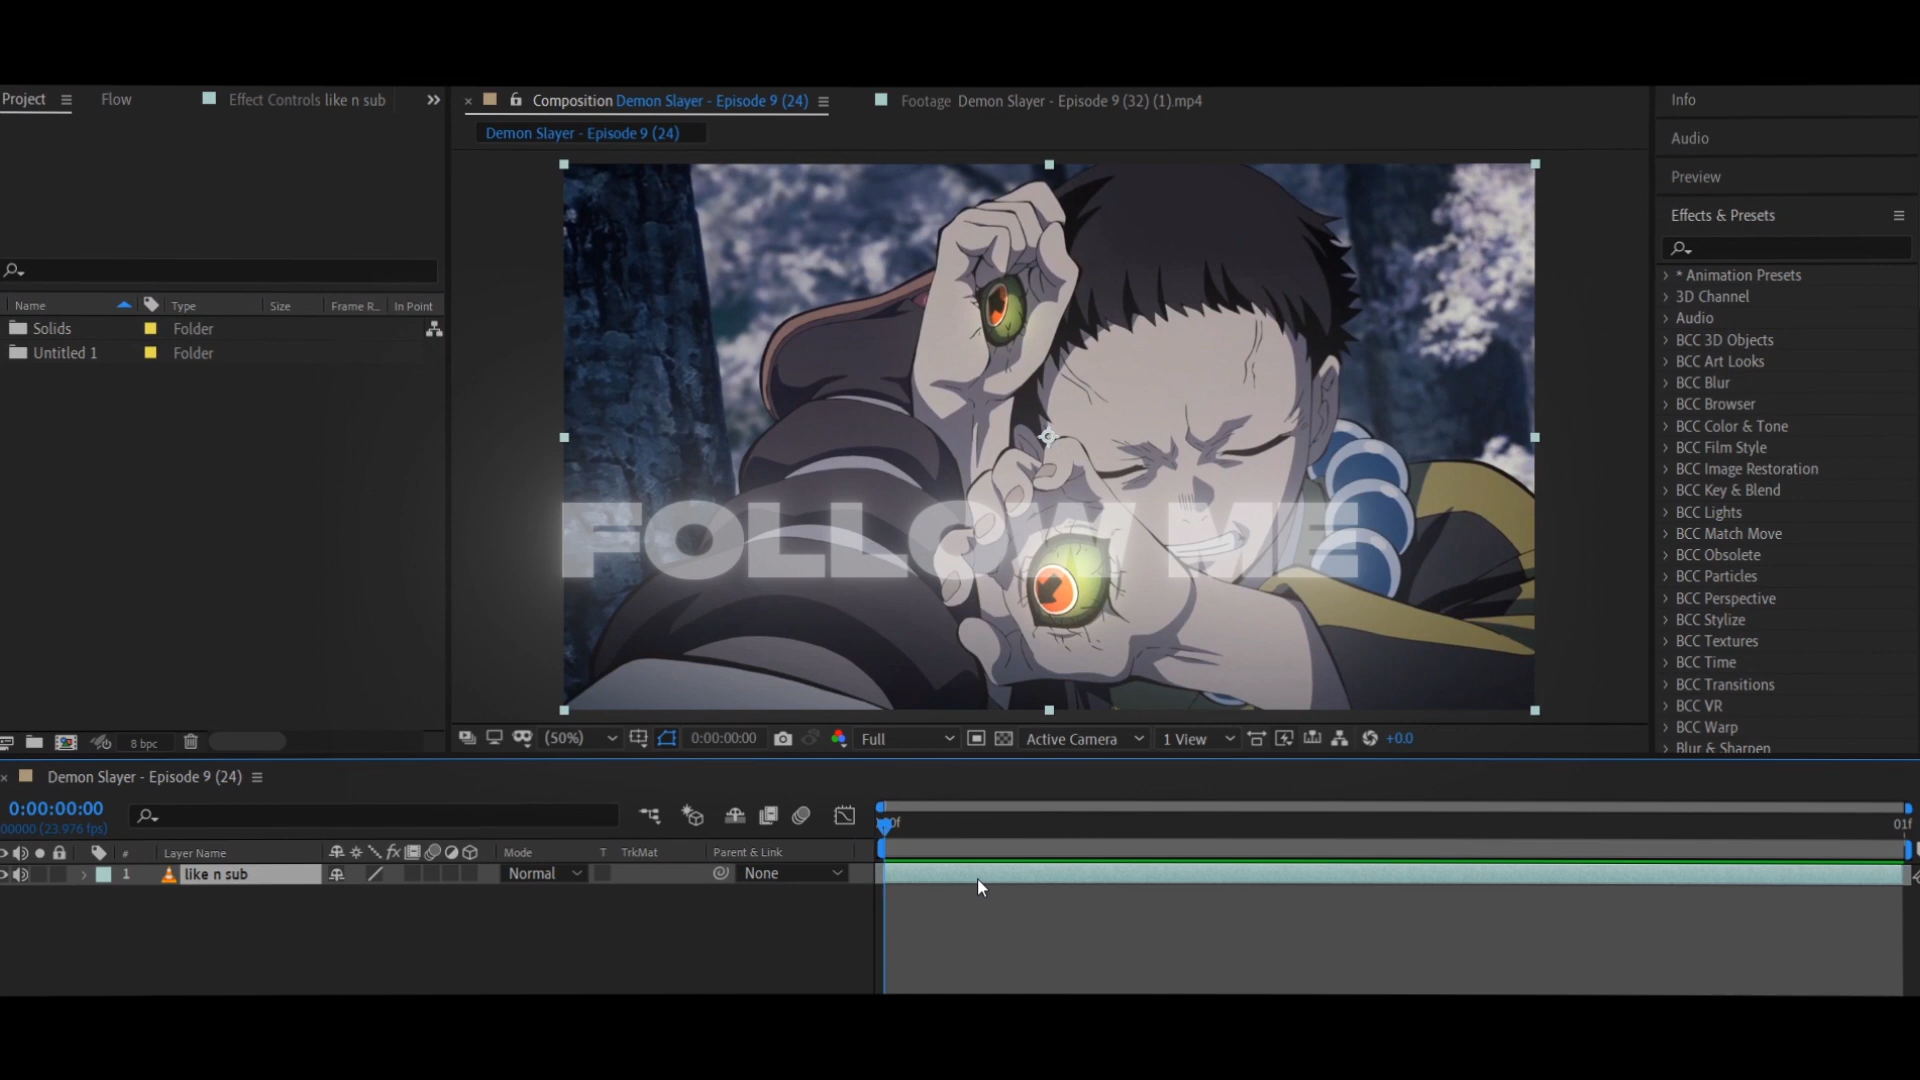 Project
Flow
Effect Controls like n sub
Composition Demon Slayer - Episode 9 (24)
Footage Demon Slayer - Episode 9 (32) (1).mp4
Demon Slayer - Episode 9 (24)
Name
Type
Size
Frame R...
In Point
Solids
Folder
Untitled 1
Folder
8 bpc
FOLLOW ME
(50%)
0:00:00:00
Full
Active Camera
1 View
+0.0
Info
Audio
Preview
Effects & Presets
* Animation Presets
3D Channel
Audio
BCC 3D Objects
BCC Art Looks
BCC Blur
BCC Browser
BCC Color & Tone
BCC Film Style
BCC Image Restoration
BCC Key & Blend
BCC Lights
BCC Match Move
BCC Obsolete
BCC Particles
BCC Perspective
BCC Stylize
BCC Textures
BCC Time
BCC Transitions
BCC VR
BCC Warp
Blur & Sharpen
Demon Slayer - Episode 9 (24)
0:00:00:00
00000 (23.976 fps)
01f
#
Layer Name
Mode
T
TrkMat
Parent & Link
1
like n sub
Normal
None